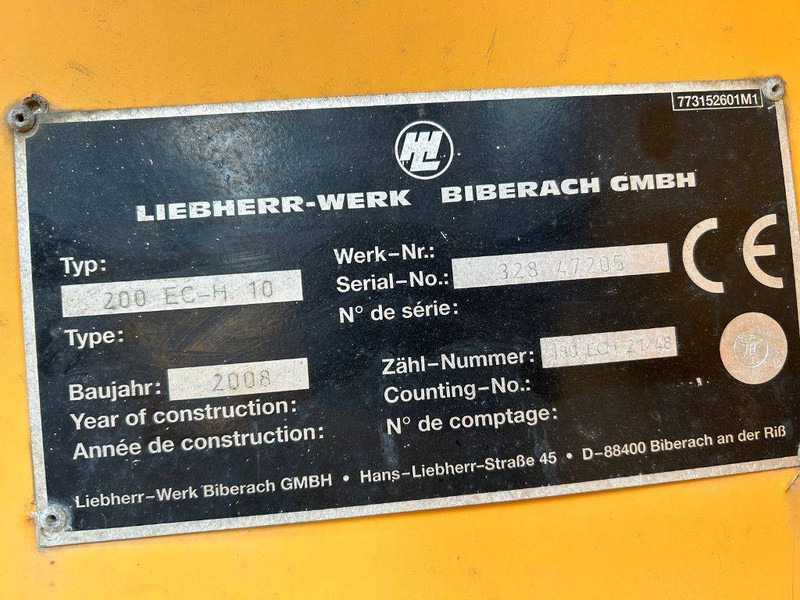 773152601M1
LIEBHERR-WERK BIBERACH GMBH
Typ: 200 EC-H 10
Type:
Werk-Nr.:
Serial-No.: 328 47205
N° de série:
Baujahr: 2008
Year of construction:
Année de construction:
Zähl-Nummer:
Counting-No.:
N° de comptage:
CE
Liebherr-Werk Biberach GMBH • Hans-Liebherr-Straße 45 • D-88400 Biberach an der Riß